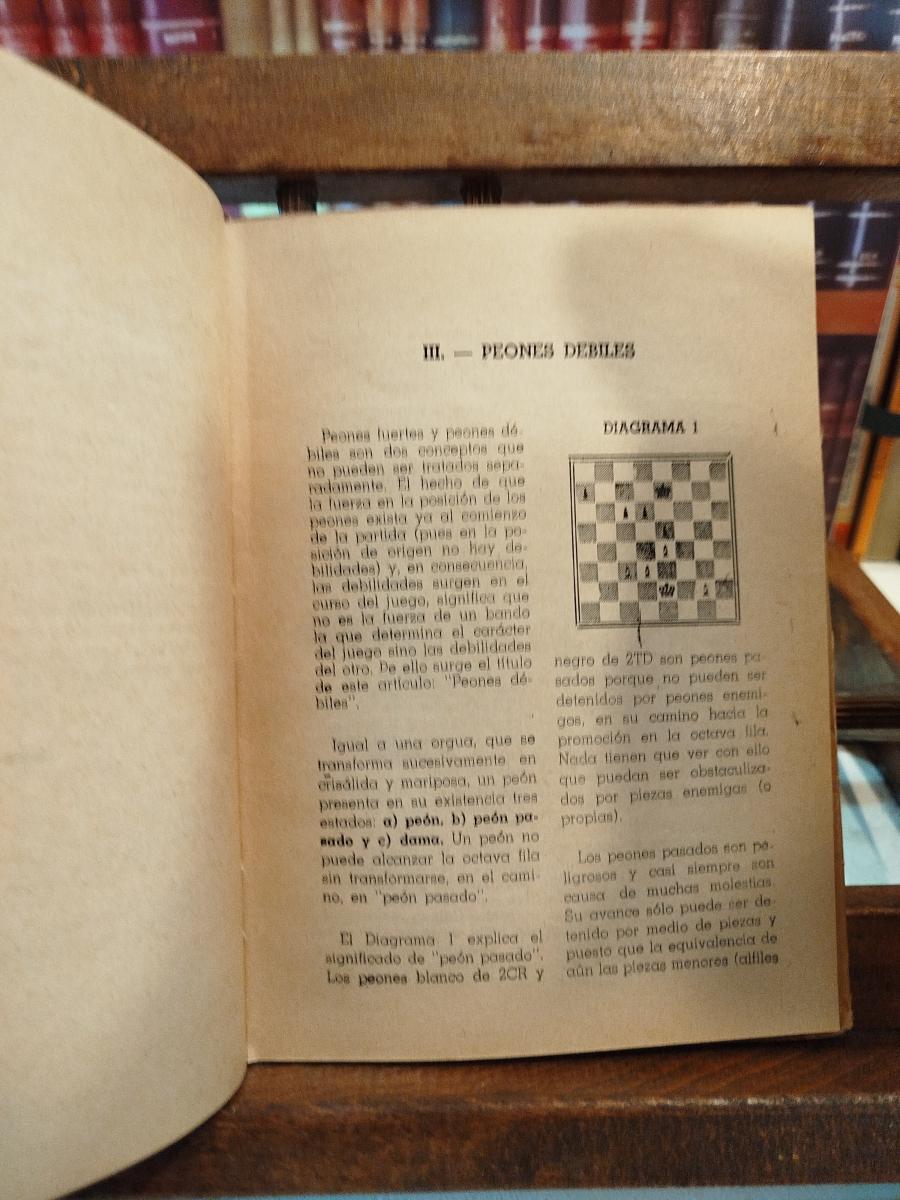 III. — PEONES DEBILES
Peones fuertes y peones dé-
biles son dos conceptos que
no pueden ser tratados sepa-
radamente. El hecho de que
la fuerza en la posición de los
peones exista ya al comienzo
de la partida (pues en la po-
sición de origen no hay de-
bilidades) y, en consecuencia,
las debilidades surgen en el
curso del juego, significa que
no es la fuerza de un bando
la que determina el carácter
del juego sino las debilidades
del otro. De ello surge el título
de este artículo: "Peones dé-
biles".
Igual a una orgua, que se
transforma sucesivamente en
crisálida y mariposa, un peón
presenta en su existencia tres
estados: a) peón, b) peón pa-
sado y c) dama. Un peón no
puede alcanzar la octava fila
sin transformarse, en el cami-
no, en "peón pasado".
El Diagrama 1 explica el
significado de "peón pasado".
Los peones blanco de 2CR y
DIAGRAMA 1
negro de 2TD son peones pa-
sados porque no pueden ser
detenidos por peones enemi-
gos, en su camino hacia la
promoción en la octava fila.
Nada tienen que ver con ello
que puedan ser obstaculiza-
dos por piezas enemigas (o
propias).
Los peones pasados son pe-
ligrosos y casi siempre son
causa de muchas molestias.
Su avance sólo puede ser de-
tenido por medio de piezas y
puesto que la equivalencia de
aún las piezas menores (alfiles